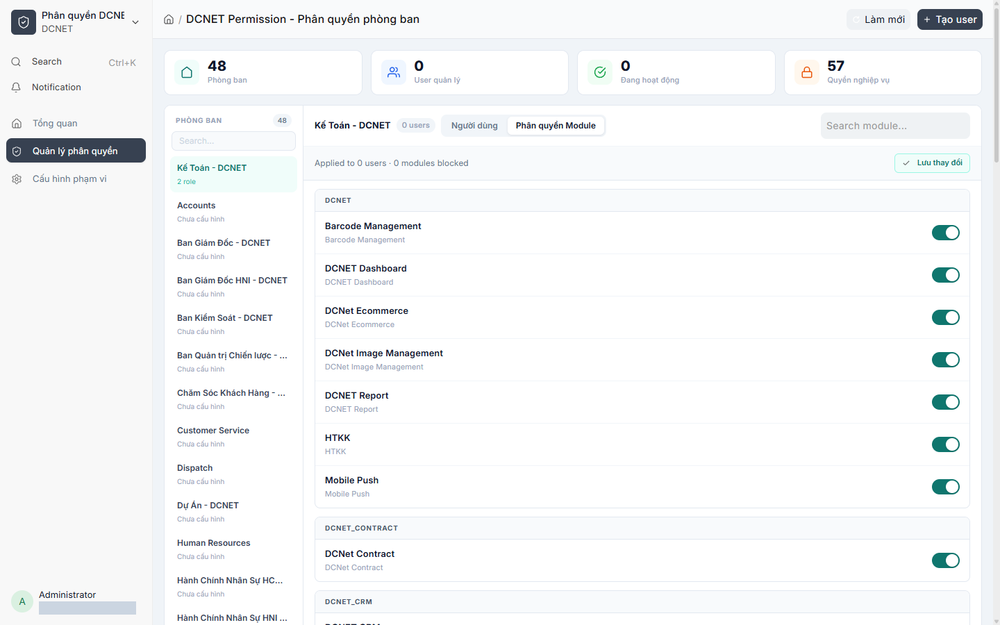 Phân quyền DCNE
DCNET
Search
Ctrl+K
Notification
Tổng quan
Quản lý phân quyền
Cấu hình phạm vi
A
Administrator
/
DCNET Permission - Phân quyền phòng ban
Làm mới
+ Tạo user
48
Phòng ban
0
User quản lý
0
Đang hoạt động
57
Quyền nghiệp vụ
PHÒNG BAN
48
Search...
Kế Toán - DCNET
2 role
Accounts
Chưa cấu hình
Ban Giám Đốc - DCNET
Chưa cấu hình
Ban Giám Đốc HNI - DCNET
Chưa cấu hình
Ban Kiểm Soát - DCNET
Chưa cấu hình
Ban Quản trị Chiến lược - ...
Chưa cấu hình
Chăm Sóc Khách Hàng - ...
Chưa cấu hình
Customer Service
Chưa cấu hình
Dispatch
Chưa cấu hình
Dự Án - DCNET
Chưa cấu hình
Human Resources
Chưa cấu hình
Hành Chính Nhân Sự HC...
Chưa cấu hình
Hành Chính Nhân Sự HNI ...
Kế Toán - DCNET
0 users
Người dùng
Phân quyền Module
Search module...
Applied to 0 users · 0 modules blocked
Lưu thay đổi
DCNET
Barcode Management
Barcode Management
DCNET Dashboard
DCNET Dashboard
DCNet Ecommerce
DCNet Ecommerce
DCNet Image Management
DCNet Image Management
DCNET Report
DCNET Report
HTKK
HTKK
Mobile Push
Mobile Push
DCNET_CONTRACT
DCNet Contract
DCNet Contract
DCNET_CRM
DCNET CRM